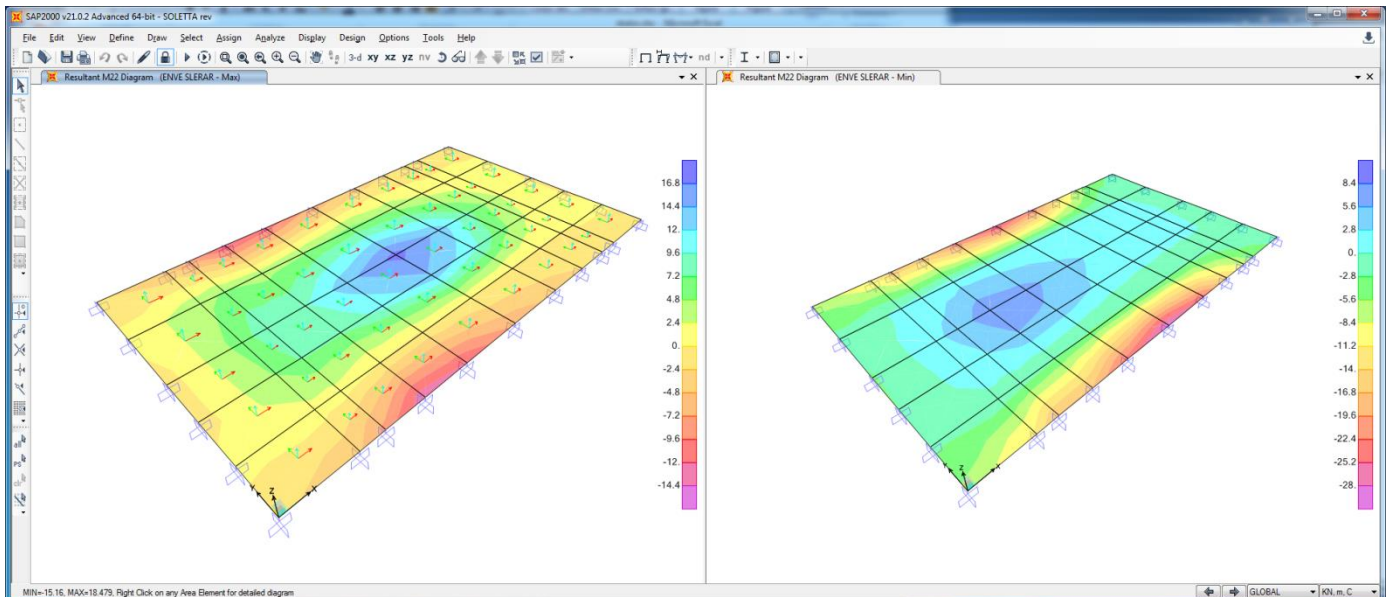 SAP2000 v21.0.2 Advanced 64-bit - SOLETTA rev
File Edit View Define Draw Select Assign Analyze Display Design Options Tools Help
3-d xy xz yz nv nd
Resultant M22 Diagram (ENVE SLERAR - Max)
16.8
14.4
12.
9.6
7.2
4.8
2.4
0.
-2.4
-4.8
-7.2
-9.6
-12.
-14.4
Y Z X
Resultant M22 Diagram (ENVE SLERAR - Min)
8.4
5.6
2.8
0.
-2.8
-5.6
-8.4
-11.2
-14.
-16.8
-19.6
-22.4
-25.2
-28.
Y Z X
all
ps
clr
MIN=-15.16, MAX=18.479, Right Click on any Area Element for detailed diagram
GLOBAL
KN, m, C